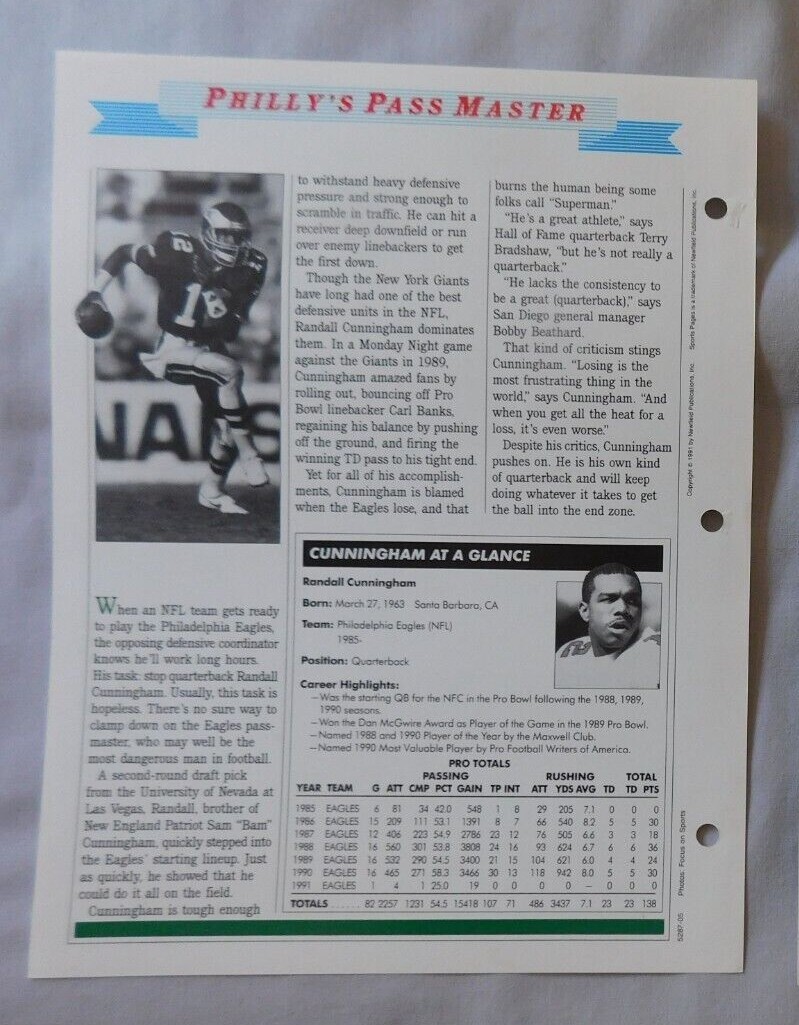 PHILLY'S PASS MASTER
12
When an NFL team gets ready
to play the Philadelphia Eagles,
the opposing defensive coordinator
knows he'll work long hours.
His task: stop quarterback Randall
Cunningham. Usually, this task is
hopeless. There's no sure way to
clamp down on the Eagles pass-
master, who may well be the
most dangerous man in football.
A second-round draft pick
from the University of Nevada at
Las Vegas, Randall, brother of
New England Patriot Sam "Bam"
Cunningham, quickly stepped into
the Eagles' starting lineup. Just
as quickly, he showed that he
could do it all on the field.
Cunningham is tough enough
to withstand heavy defensive
pressure and strong enough to
scramble in traffic. He can hit a
receiver deep downfield or run
over enemy linebackers to get
the first down.
Though the New York Giants
have long had one of the best
defensive units in the NFL,
Randall Cunningham dominates
them. In a Monday Night game
against the Giants in 1989,
Cunningham amazed fans by
rolling out, bouncing off Pro
Bowl linebacker Carl Banks,
regaining his balance by pushing
off the ground, and firing the
winning TD pass to his tight end.
Yet for all of his accomplish-
ments, Cunningham is blamed
when the Eagles lose, and that
burns the human being some
folks call "Superman."
"He's a great athlete," says
Hall of Fame quarterback Terry
Bradshaw, "but he's not really a
quarterback."
"He lacks the consistency to
be a great (quarterback)," says
San Diego general manager
Bobby Beathard.
That kind of criticism stings
Cunningham. "Losing is the
most frustrating thing in the
world," says Cunningham. "And
when you get all the heat for a
loss, it's even worse."
Despite his critics, Cunningham
pushes on. He is his own kind
of quarterback and will keep
doing whatever it takes to get
the ball into the end zone.
CUNNINGHAM AT A GLANCE
Randall Cunningham
Born: March 27, 1963 Santa Barbara, CA
Team: Philadelphia Eagles (NFL)
1985-
Position: Quarterback
Career Highlights:
—Was the starting QB for the NFC in the Pro Bowl following the 1988, 1989,
1990 seasons.
—Won the Dan McGwire Award as Player of the Game in the 1989 Pro Bowl.
—Named 1988 and 1990 Player of the Year by the Maxwell Club.
—Named 1990 Most Valuable Player by Pro Football Writers of America.
PRO TOTALS
PASSING RUSHING TOTAL
YEAR TEAM G ATT CMP PCT GAIN TP INT ATT YDS AVG TD TD PTS
1985 EAGLES 6 81 34 42.0 548 1 8 29 205 7.1 0 0 0
1986 EAGLES 15 209 111 53.1 1391 8 7 66 540 8.2 5 5 30
1987 EAGLES 12 406 223 54.9 2786 23 12 76 505 6.6 3 3 18
1988 EAGLES 16 560 301 53.8 3808 24 16 93 624 6.7 6 6 36
1989 EAGLES 16 532 290 54.5 3400 21 15 104 621 6.0 4 4 24
1990 EAGLES 16 465 271 58.3 3466 30 13 118 942 8.0 5 5 30
1991 EAGLES 1 4 1 25.0 19 0 0 0 0 – 0 0 0
TOTALS ...... 82 2257 1231 54.5 15418 107 71 486 3437 7.1 23 23 138
Copyright © 1991 by Newfield Publications, Inc. Sports Pages is a trademark of Newfield Publications, Inc.
5287-05 Photos: Focus on Sports